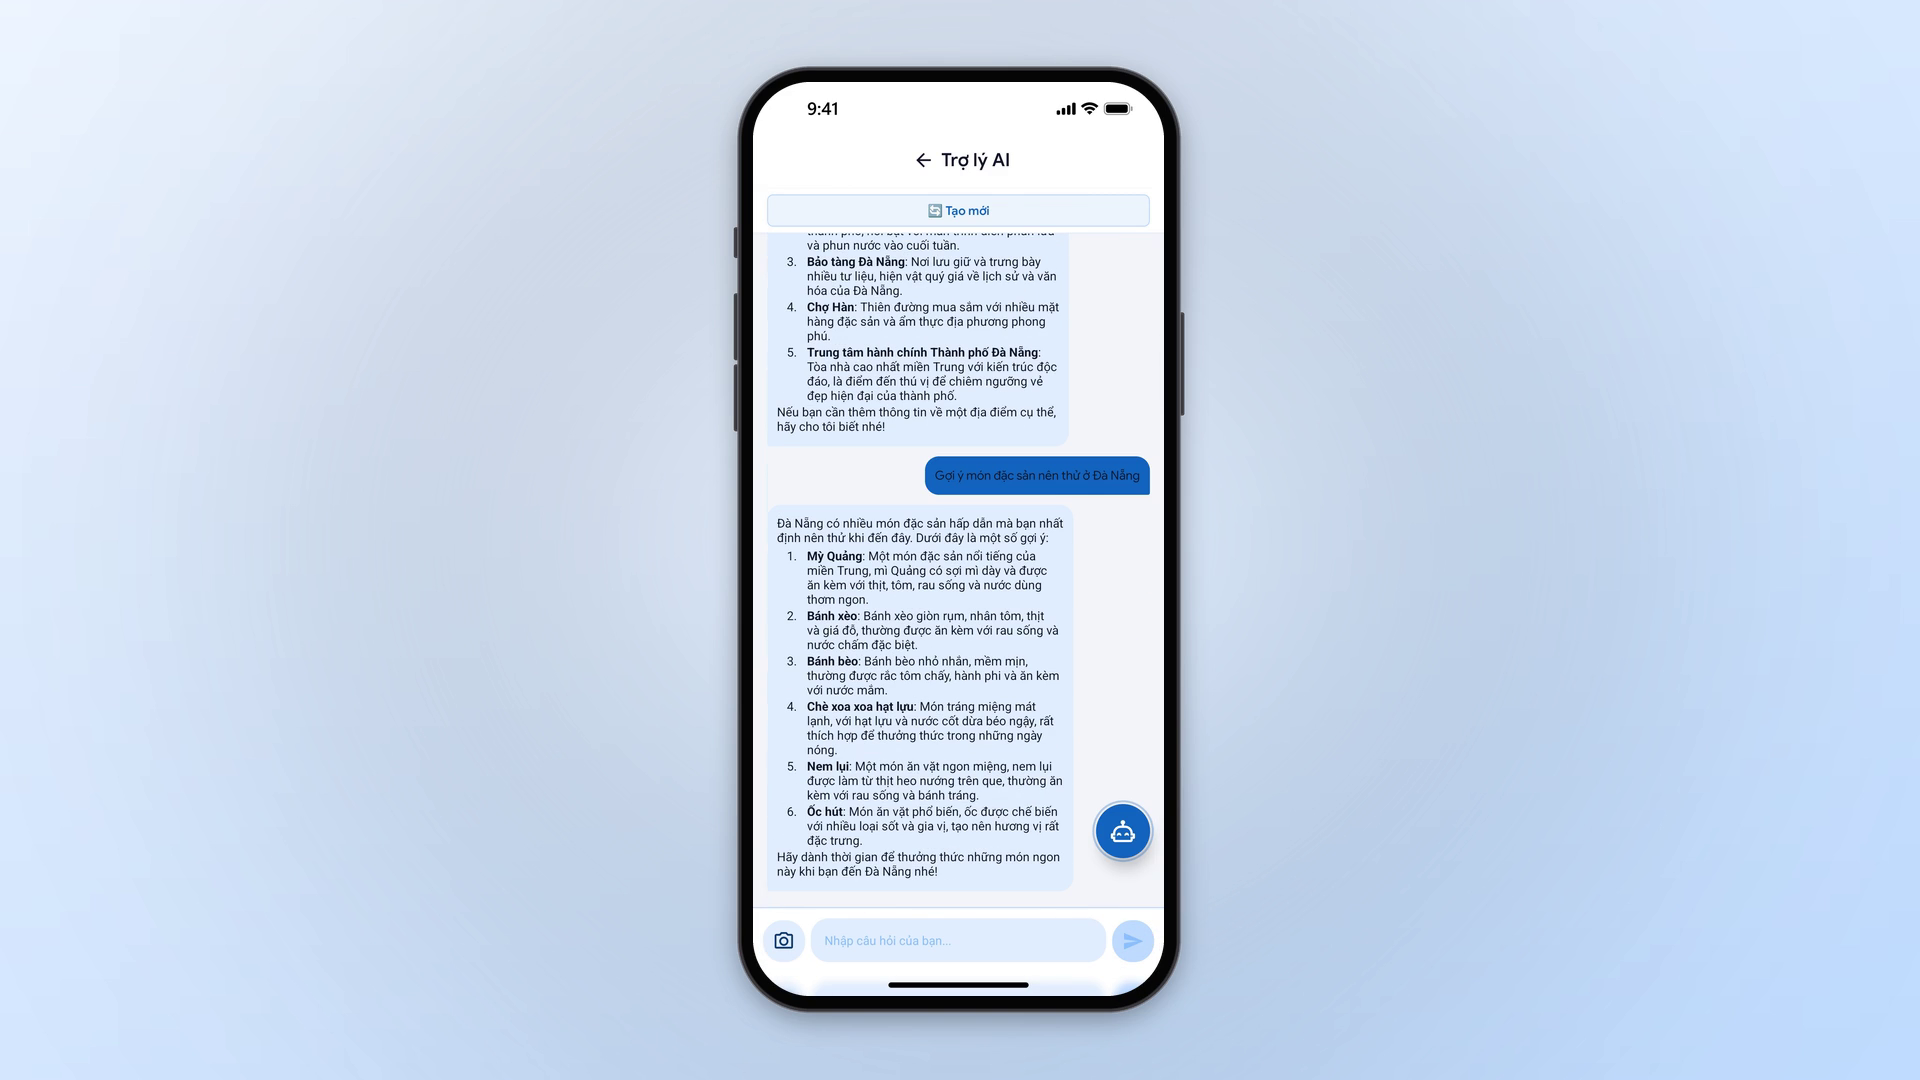 9:41
Trợ lý AI
Tạo mới
và phun nước vào cuối tuần.
3. Bảo tàng Đà Nẵng: Nơi lưu giữ và trưng bày
nhiều tư liệu, hiện vật quý giá về lịch sử và văn
hóa của Đà Nẵng.
4. Chợ Hàn: Thiên đường mua sắm với nhiều mặt
hàng đặc sản và ẩm thực địa phương phong
phú.
5. Trung tâm hành chính Thành phố Đà Nẵng:
Tòa nhà cao nhất miền Trung với kiến trúc độc
đáo, là điểm đến thú vị để chiêm ngưỡng vẻ
đẹp hiện đại của thành phố.
Nếu bạn cần thêm thông tin về một địa điểm cụ thể,
hãy cho tôi biết nhé!
Gợi ý món đặc sản nên thử ở Đà Nẵng
Đà Nẵng có nhiều món đặc sản hấp dẫn mà bạn nhất
định nên thử khi đến đây. Dưới đây là một số gợi ý:
1. Mỳ Quảng: Một món đặc sản nổi tiếng của
miền Trung, mì Quảng có sợi mì dày và được
ăn kèm với thịt, tôm, rau sống và nước dùng
thơm ngon.
2. Bánh xèo: Bánh xèo giòn rụm, nhân tôm, thịt
và giá đỗ, thường được ăn kèm với rau sống và
nước chấm đặc biệt.
3. Bánh bèo: Bánh bèo nhỏ nhắn, mềm mịn,
thường được rắc tôm chấy, hành phi và ăn kèm
với nước mắm.
4. Chè xoa xoa hạt lựu: Món tráng miệng mát
lạnh, với hạt lựu và nước cốt dừa béo ngậy, rất
thích hợp để thưởng thức trong những ngày
nóng.
5. Nem lụi: Một món ăn vặt ngon miệng, nem lụi
được làm từ thịt heo nướng trên que, thường ăn
kèm với rau sống và bánh tráng.
6. Ốc hút: Món ăn vặt phổ biến, ốc được chế biến
với nhiều loại sốt và gia vị, tạo nên hương vị rất
đặc trưng.
Hãy dành thời gian để thưởng thức những món ngon
này khi bạn đến Đà Nẵng nhé!
Nhập câu hỏi của bạn...